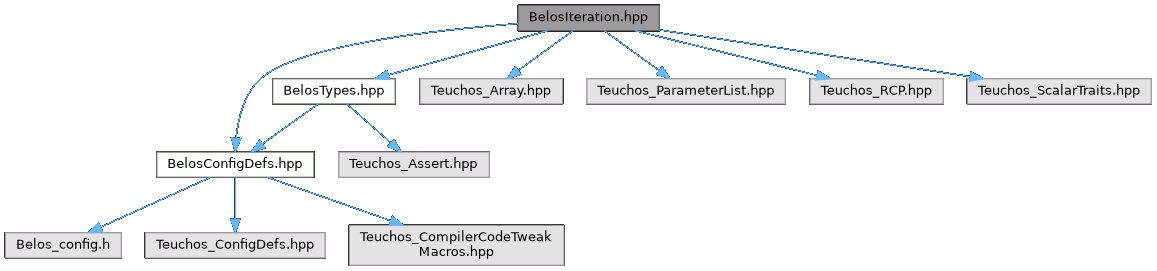 BelosIteration.hpp
BelosTypes.hpp
Teuchos_Array.hpp
Teuchos_ParameterList.hpp
Teuchos_RCP.hpp
Teuchos_ScalarTraits.hpp
BelosConfigDefs.hpp
Teuchos_Assert.hpp
Belos_config.h
Teuchos_ConfigDefs.hpp
Teuchos_CompilerCodeTweak
Macros.hpp